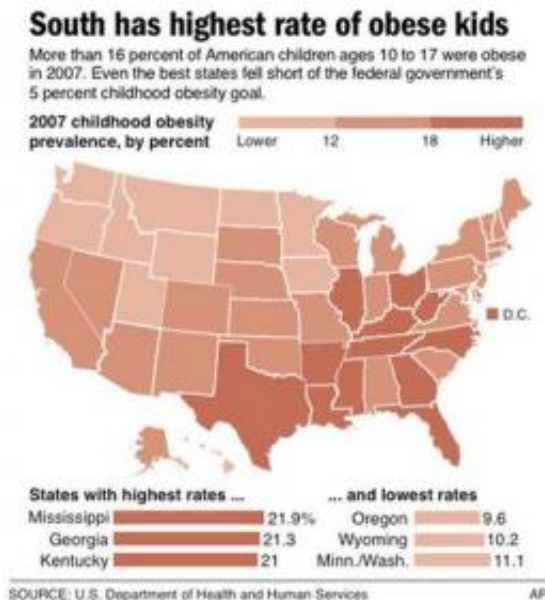 South has highest rate of obese kids
More than 16 percent of American children ages 10 to 17 were obese
in 2007. Even the best states fell short of the federal government's
5 percent childhood obesity goal.
2007 childhood obesity
prevalence, by percent
Lower 12 18 Higher
D.C.
States with highest rates ...
Mississippi 21.9%
Georgia 21.3
Kentucky 21
... and lowest rates
Oregon 9.6
Wyoming 10.2
Minn./Wash. 11.1
SOURCE: U.S. Department of Health and Human Services AP